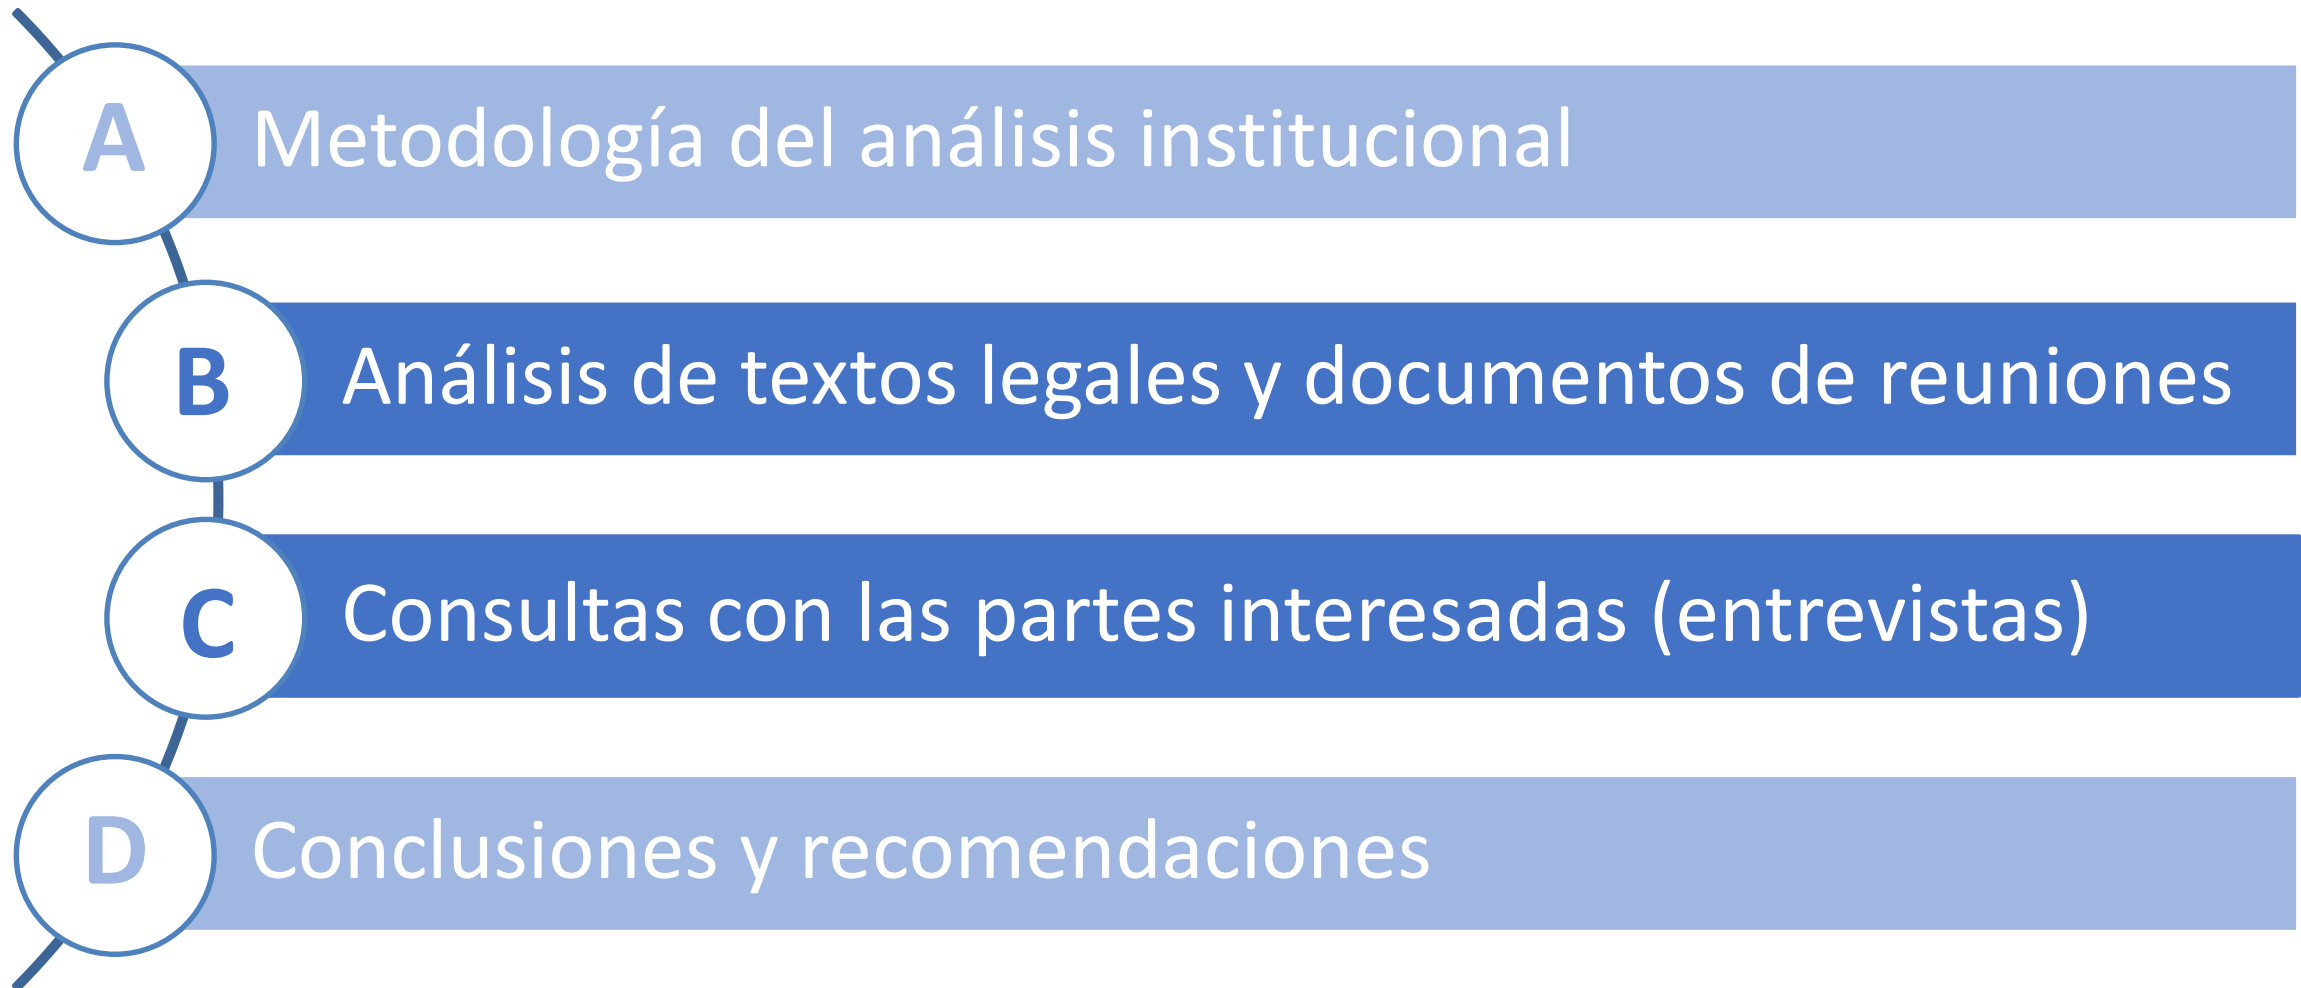 A
Metodología del análisis institucional
B
Análisis de textos legales y documentos de reuniones
C
Consultas con las partes interesadas (entrevistas)
D
Conclusiones y recomendaciones